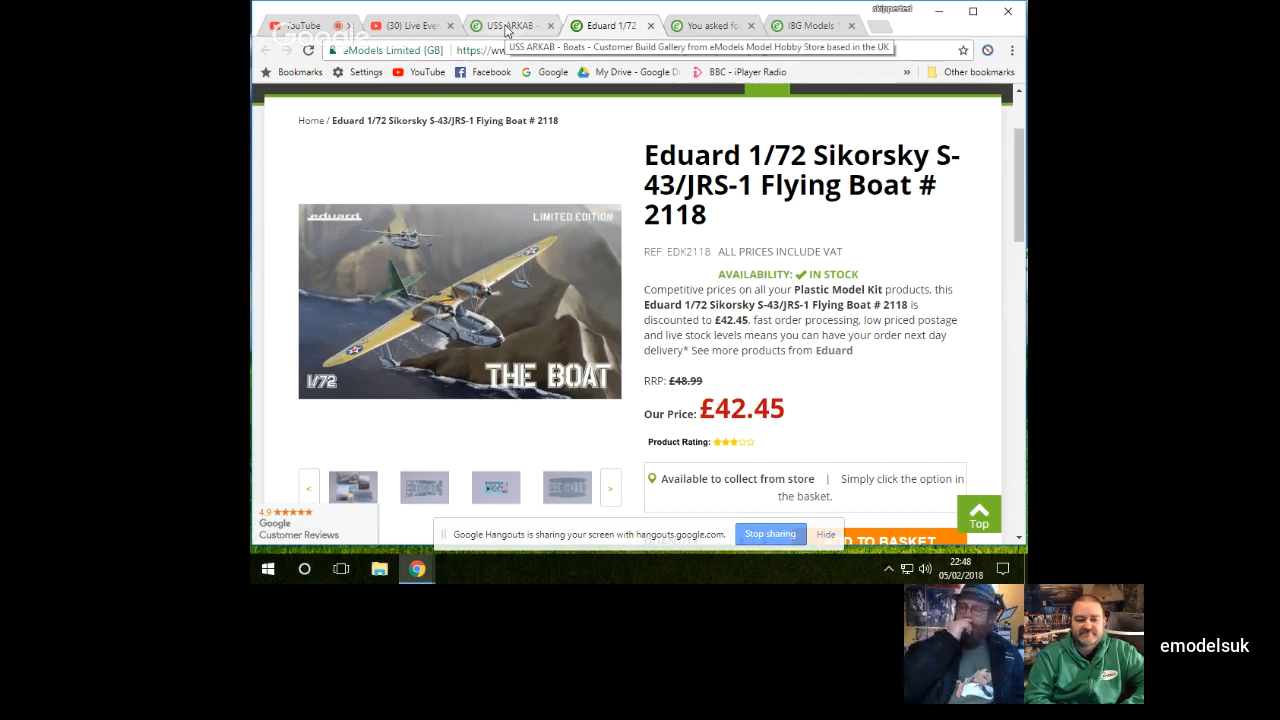 skipperted
YouTube
(30) Live Eve
USS ARKAB
Eduard 1/72
You asked fo
!BG Models
eModels Limited [GB]
https://ww
USS ARKAB - Boats - Customer Build Gallery from eModels Model Hobby Store based in the UK
Bookmarks
Settings
YouTube
Facebook
Google
My Drive - Google D
BBC - iPlayer Radio
»
Other bookmarks
Home / Eduard 1/72 Sikorsky S-43/JRS-1 Flying Boat # 2118
Eduard 1/72 Sikorsky S-
43/JRS-1 Flying Boat #
2118
REF: EDK2118 ALL PRICES INCLUDE VAT
AVAILABILITY: ✔ IN STOCK
Competitive prices on all your Plastic Model Kit products, this
Eduard 1/72 Sikorsky S-43/JRS-1 Flying Boat # 2118 is
discounted to £42.45, fast order processing, low priced postage
and live stock levels means you can have your order next day
delivery* See more products from Eduard
RRP: £48.99
Our Price: £42.45
Product Rating:
Available to collect from store | Simply click the option in
the basket.
eduard
LIMITED EDITION
1/72
THE BOAT
<
>
4.9
Google
Customer Reviews
Google Hangouts is sharing your screen with hangouts.google.com.
Stop sharing
Hide
Top
22:48
05/02/2018
emodelsuk